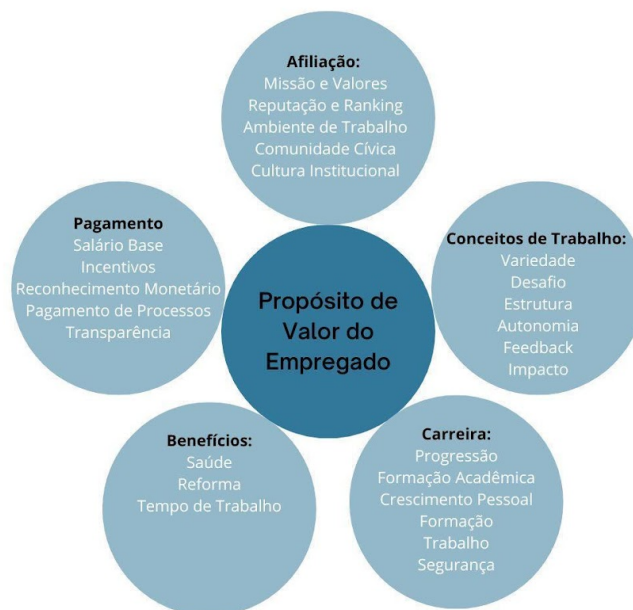 Afiliação:
Missão e Valores
Reputação e Ranking
Ambiente de Trabalho
Comunidade Cívica
Cultura Institucional
Pagamento
Salário Base
Incentivos
Reconhecimento Monetário
Pagamento de Processos
Transparência
Conceitos de Trabalho:
Variedade
Desafio
Estrutura
Autonomia
Feedback
Impacto
Propósito de
Valor do
Empregado
Benefícios:
Saúde
Reforma
Tempo de Trabalho
Carreira:
Progressão
Formação Acadêmica
Crescimento Pessoal
Formação
Trabalho
Segurança